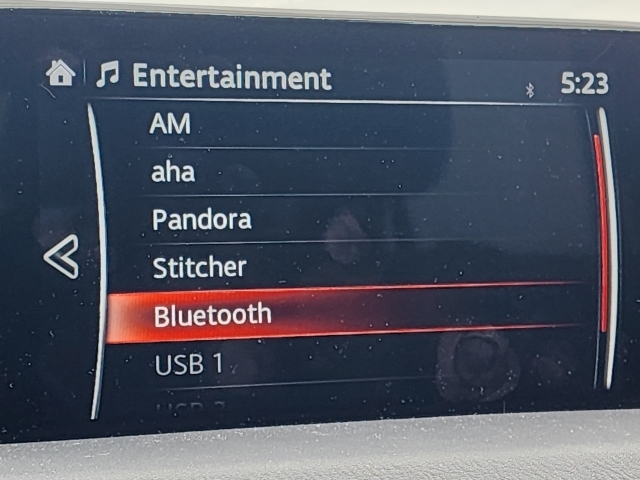 Entertainment 5:23
AM
aha
Pandora
Stitcher
Bluetooth
USB 1